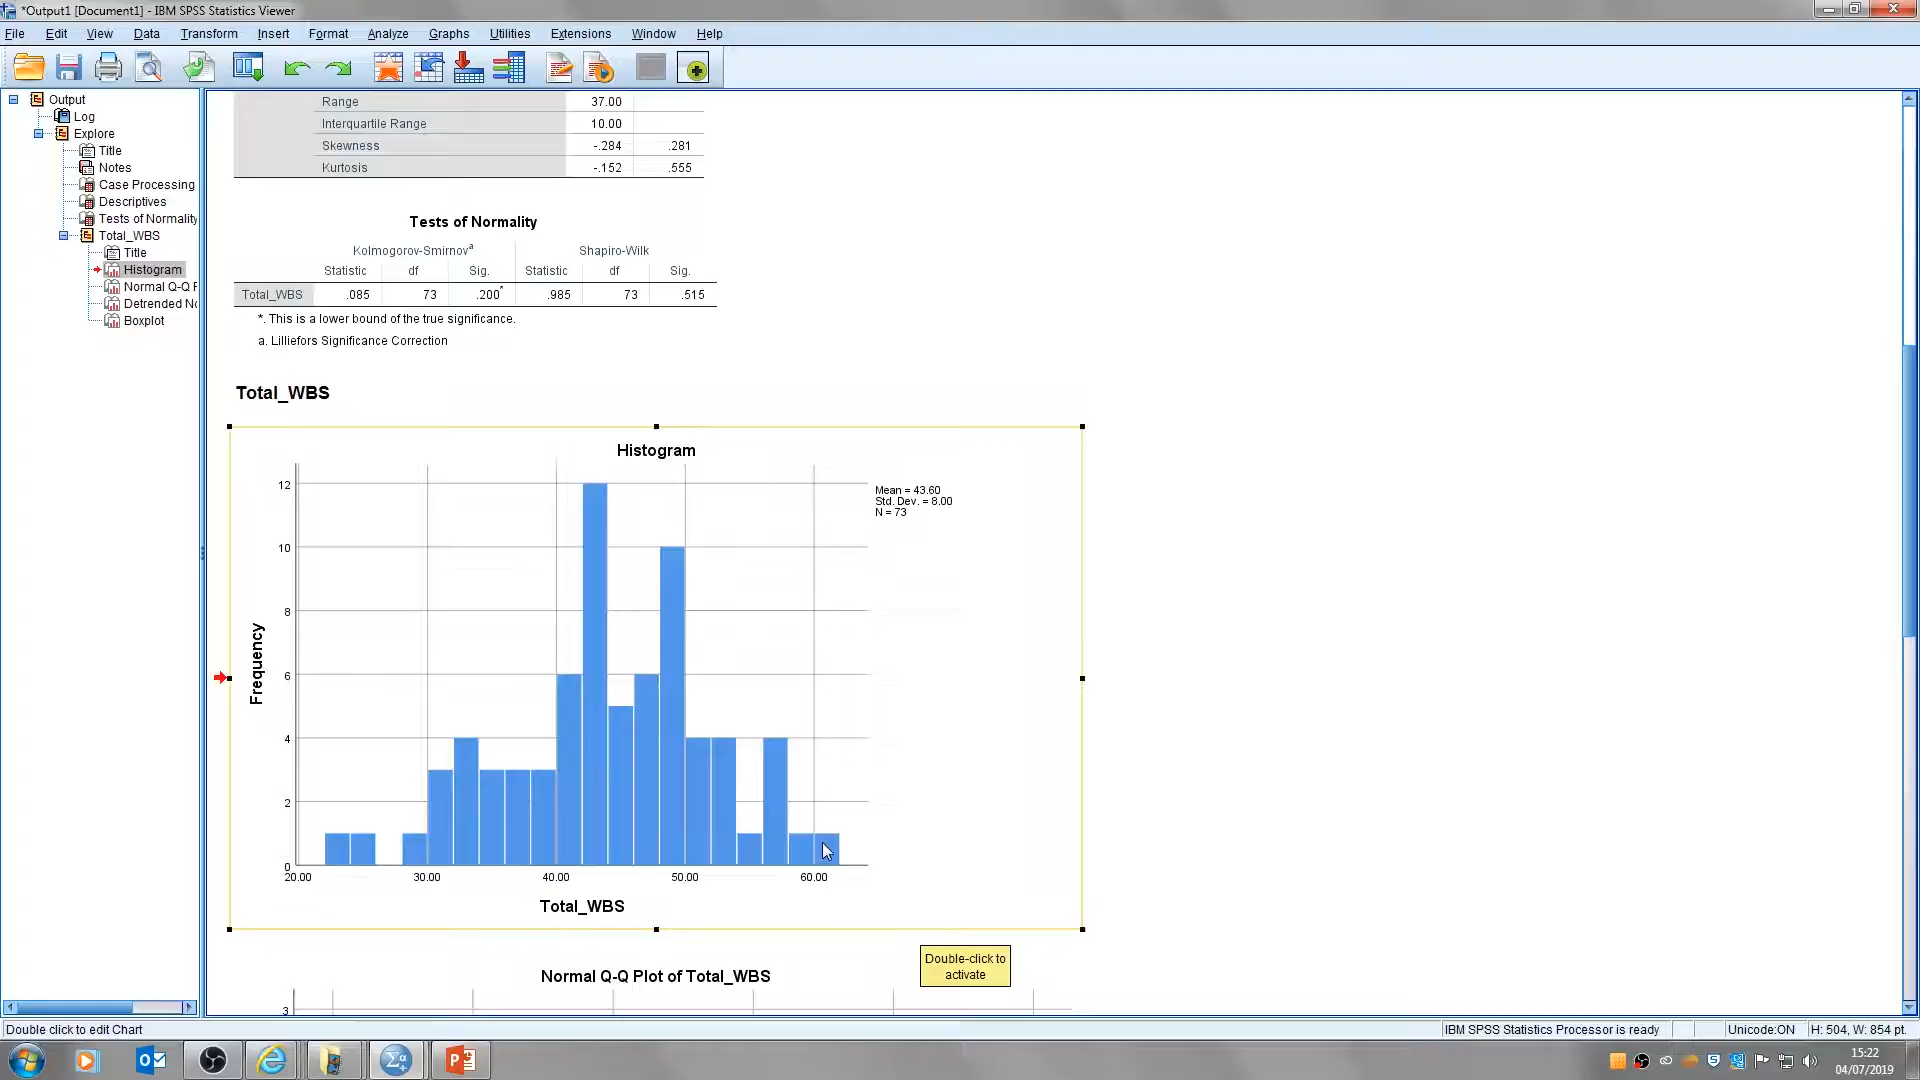 *Output1 [Document1] - IBM SPSS Statistics Viewer
File Edit View Data Transform Insert Format Analyze Graphs Utilities Extensions Window Help
Output
Log
Explore
Title
Notes
Case Processing
Descriptives
Tests of Normality
Total_WBS
Title
Histogram
Normal Q-Q
Detrended
Boxplot
Range 37.00
Interquartile Range 10.00
Skewness -.284 .281
Kurtosis -.152 .555
Tests of Normality
Kolmogorov-Smirnov a Shapiro-Wilk
Statistic df Sig. Statistic df Sig.
Total_WBS .085 73 .200* .985 73 .515
*. This is a lower bound of the true significance.
a. Lilliefors Significance Correction
Total_WBS
Histogram
Mean = 43.60
Std. Dev. = 8.00
N = 73
Frequency
12
10
8
6
4
2
0
20.00 30.00 40.00 50.00 60.00
Total_WBS
Double-click to
activate
Normal Q-Q Plot of Total_WBS
3
Double click to edit Chart IBM SPSS Statistics Processor is ready Unicode:ON H: 504, W: 854 pt.
15:22
04/07/2019